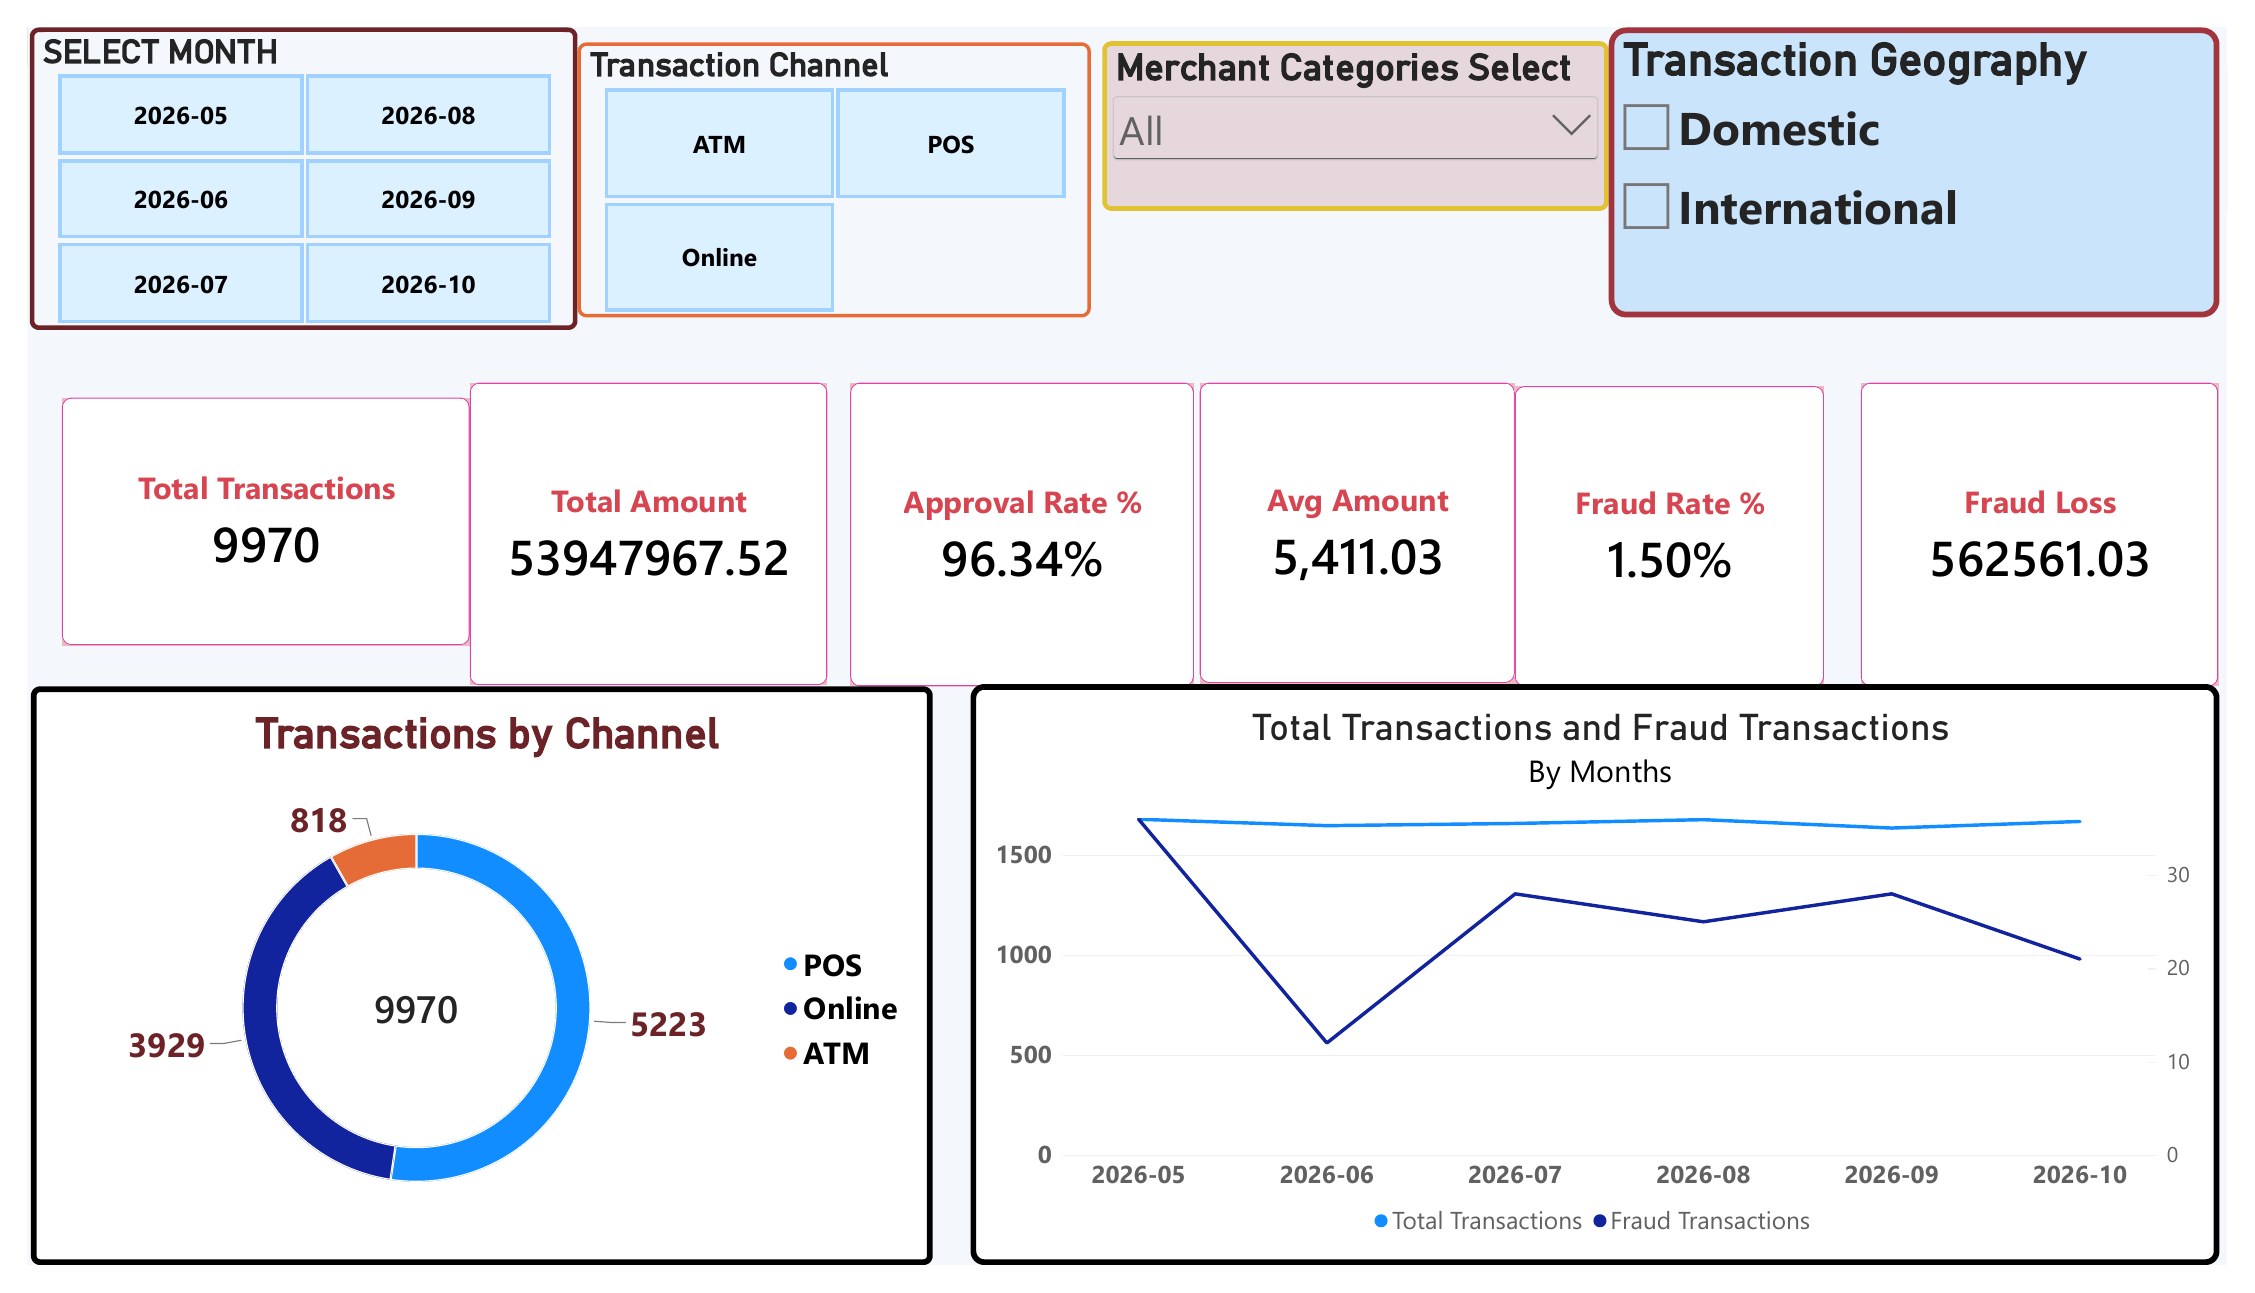 SELECT MONTH
2026-05
2026-08
2026-06
2026-09
2026-07
2026-10
Transaction Channel
ATM
POS
Online
Merchant Categories Select
All
Transaction Geography
Domestic
International
Total Transactions
9970
Total Amount
53947967.52
Approval Rate %
96.34%
Avg Amount
5,411.03
Fraud Rate %
1.50%
Fraud Loss
562561.03
Transactions by Channel
818
9970
3929
5223
POS
Online
ATM
Total Transactions and Fraud Transactions
By Months
1500
1000
500
0
30
20
10
0
2026-05 2026-06 2026-07 2026-08 2026-09 2026-10
Total Transactions Fraud Transactions